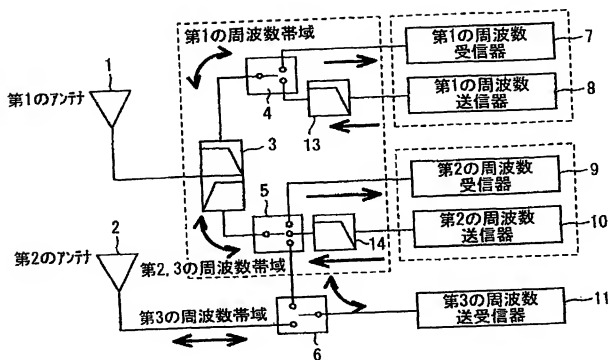 第1の周波数帯域
1
第1のアンテナ
4
13
第1の周波数
受信器
7
第1の周波数
送信器
8
3
2
第2のアンテナ
5
14
第2の周波数
受信器
9
第2の周波数
送信器
10
第2,3の周波数帯域
第3の周波数帯域
6
第3の周波数
送受信器
11